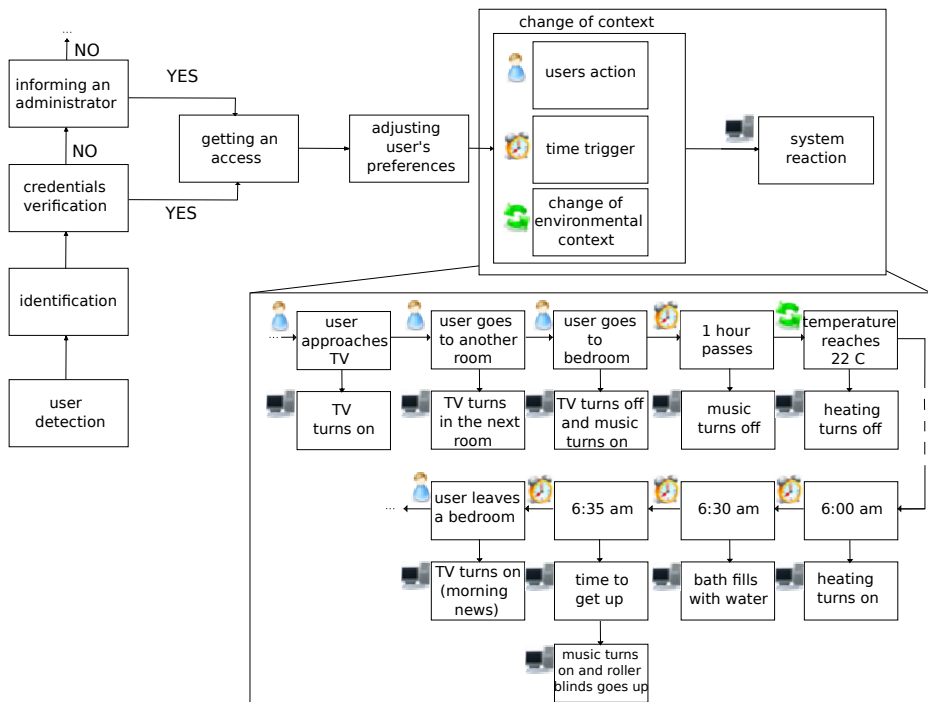 ...
NO
informing an
administrator
YES
NO
credentials
verification
YES
identification
user
detection
getting an
access
adjusting
user's
preferences
change of context
users action
time trigger
change of
environmental
context
system
reaction
...
user
approaches
TV
user goes
to another
room
user goes
to
bedroom
1 hour
passes
temperature
reaches
22 C
TV
turns on
TV turns
in the next
room
TV turns off
and music
turns on
music
turns off
heating
turns off
...
user leaves
a bedroom
6:35 am
6:30 am
6:00 am
TV turns on
(morning
news)
time to
get up
bath fills
with water
heating
turns on
music turns
on and roller
blinds goes up